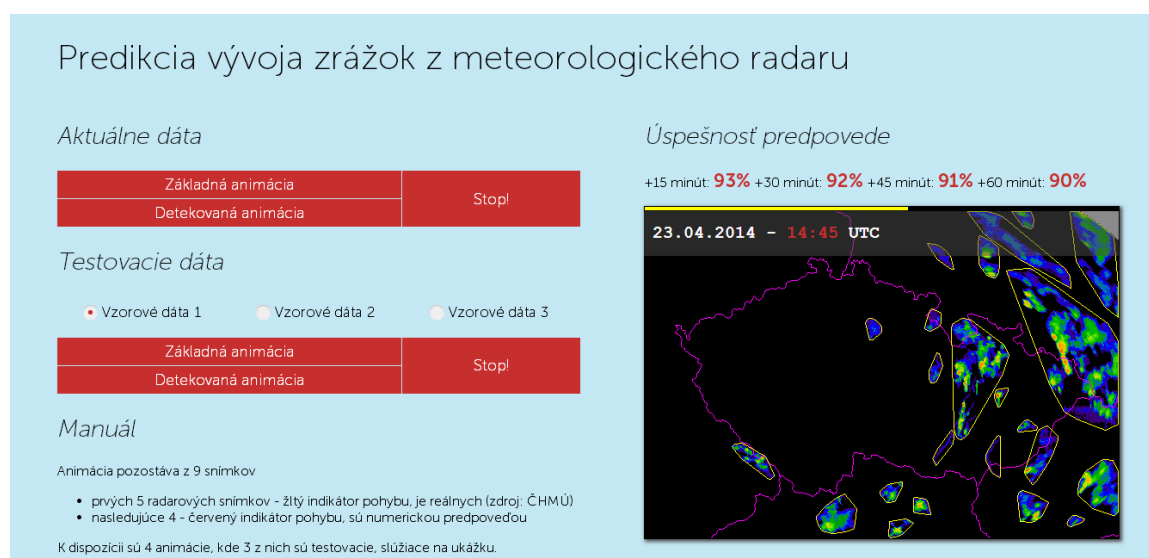 Predikcia vývoja zrážok z meteorologického radaru
Aktuálne dáta
Základná animácia
Detekovaná animácia
Stop!
Testovacie dáta
Vzorové dáta 1
Vzorové dáta 2
Vzorové dáta 3
Základná animácia
Detekovaná animácia
Stop!
Manuál
Animácia pozostáva z 9 snímkov
• prvých 5 radarových snímkov - žltý indikátor pohybu, je reálnych (zdroj: ČHMÚ)
• nasledujúce 4 - červený indikátor pohybu, sú numerickou predpoveďou
K dispozícii sú 4 animácie, kde 3 z nich sú testovacie, slúžiace na ukážku.
Úspešnosť predpovede
+15 minút: 93% +30 minút: 92% +45 minút: 91% +60 minút: 90%
23.04.2014 - 14:45 UTC